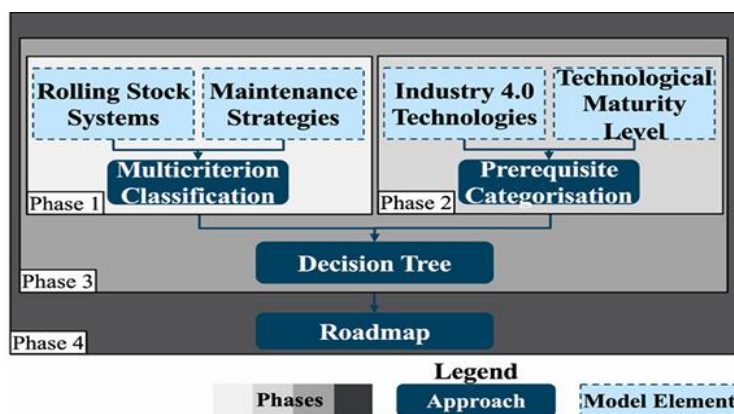 Rolling Stock
Systems
Maintenance
Strategies
Industry 4.0
Technologies
Technological
Maturity
Level
Multicriterion
Classification
Prerequisite
Categorisation
Phase 1
Phase 2
Decision Tree
Phase 3
Roadmap
Phase 4
Legend
Phases
Approach
Model Element